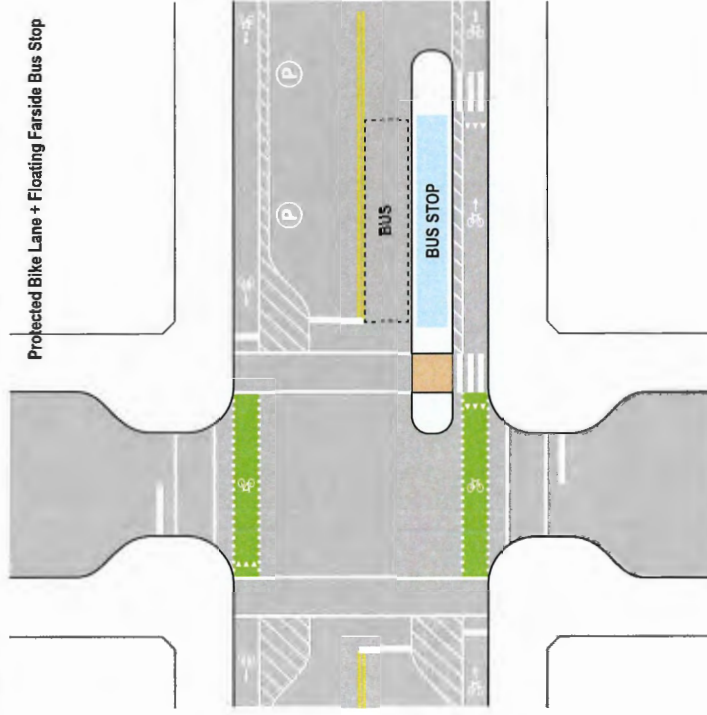 Protected Bike Lane + Floating Farside Bus Stop
P
P
BUS
BUS STOP